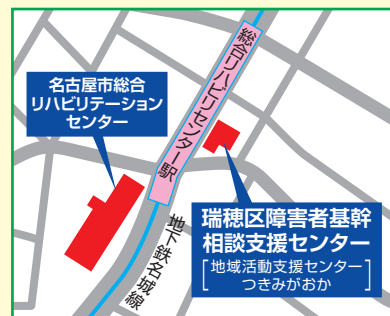 名古屋市総合
リハビリテーション
センター
総合リハビリセンター駅
地下鉄名城線
瑞穂区障害者基幹
相談支援センター
[地域活動支援センター
つきみがおか]